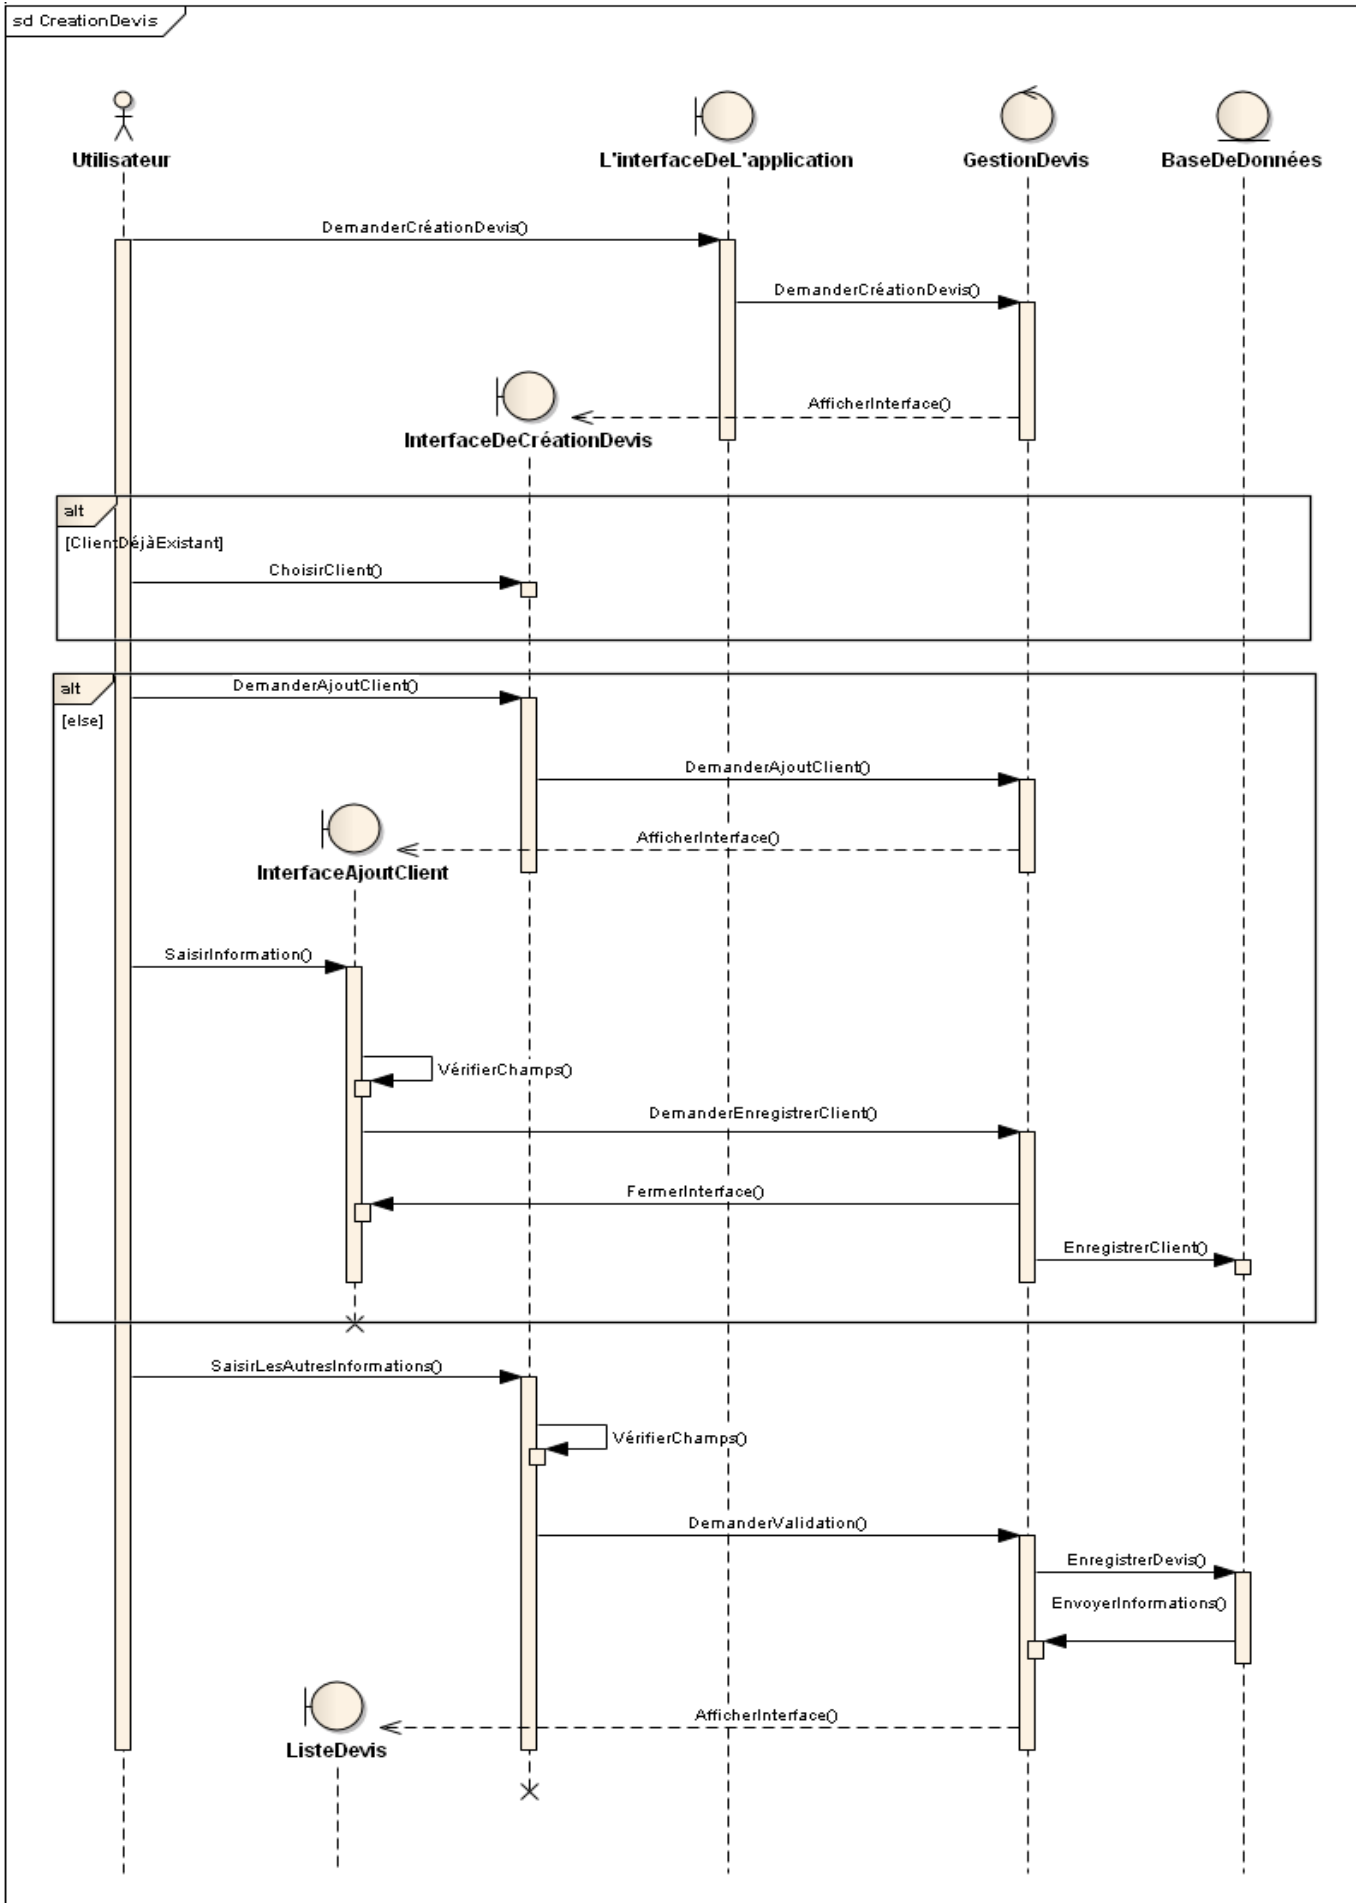 sd CreationDevis
Utilisateur
L'interfaceDeL'application
GestionDevis
BaseDeDonnées
DemanderCréationDevis()
DemanderCréationDevis()
AfficherInterface()
InterfaceDeCréationDevis
alt
[ClientDéjàExistant]
ChoisirClient()
alt
[else]
DemanderAjoutClient()
DemanderAjoutClient()
AfficherInterface()
InterfaceAjoutClient
SaisirInformation()
VérifierChamps()
DemanderEnregistrerClient()
FermerInterface()
EnregistrerClient()
SaisirLesAutresInformations()
VérifierChamps()
DemanderValidation()
EnregistrerDevis()
EnvoyerInformations()
AfficherInterface()
ListeDevis